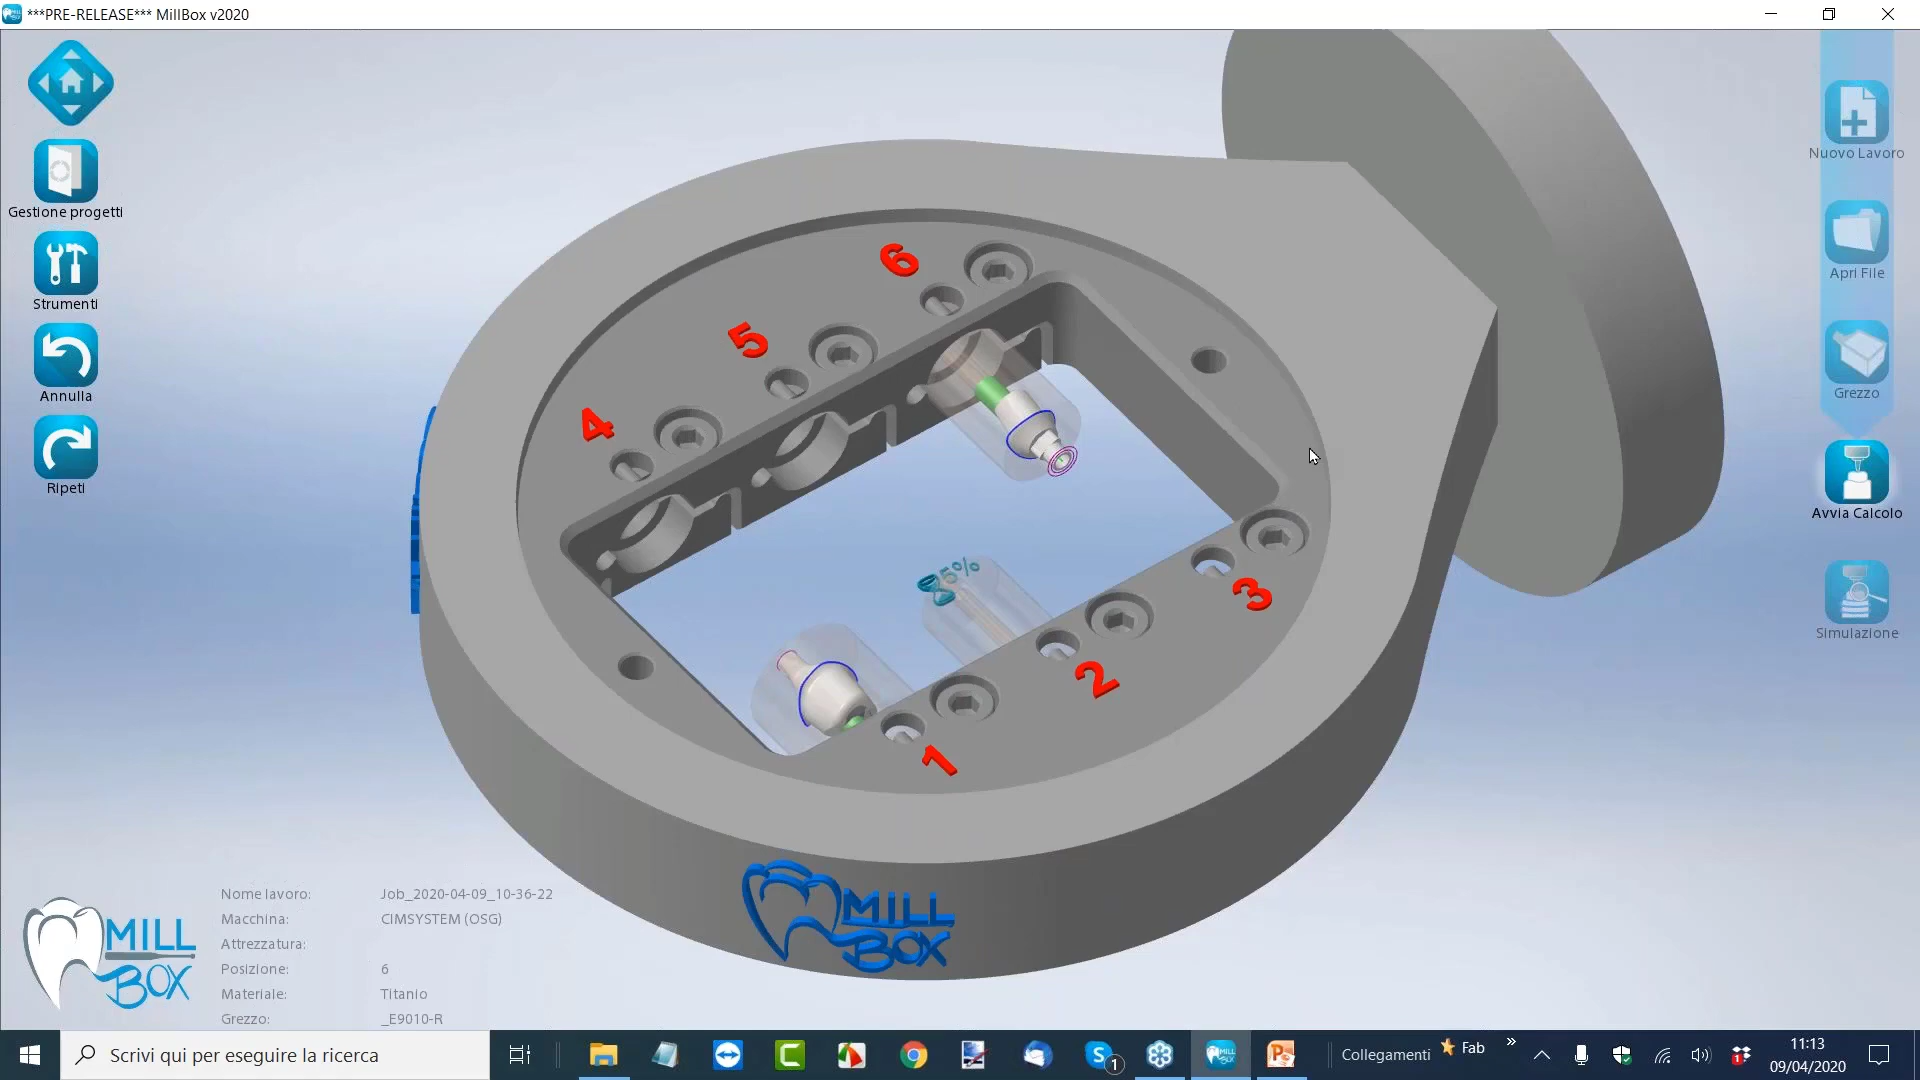 ***PRE-RELEASE*** MillBox v2020
Gestione progetti
Strumenti
Annulla
Ripeti
Nuovo Lavoro
Apri File
Grezzo
Avvia Calcolo
Simulazione
6
5
4
3
2
1
5%
MILL
BOX
MILL
BOX
Nome lavoro: Job_2020-04-09_10-36-22
Macchina: CIMSYSTEM (OSG)
Attrezzatura:
Posizione: 6
Materiale: Titanio
Grezzo: _E9010-R
Scrivi qui per eseguire la ricerca
1
Collegamenti
Fab
1
11:13
09/04/2020